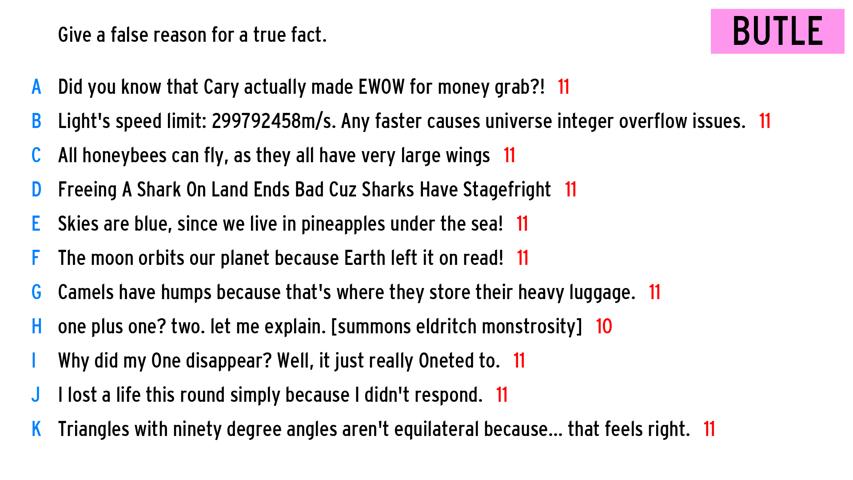 Give a false reason for a true fact.
BUTLE
A Did you know that Cary actually made EWOW for money grab?! 11
B Light's speed limit: 299792458m/s. Any faster causes universe integer overflow issues. 11
C All honeybees can fly, as they all have very large wings 11
D Freeing A Shark On Land Ends Bad Cuz Sharks Have Stagefright 11
E Skies are blue, since we live in pineapples under the sea! 11
F The moon orbits our planet because Earth left it on read! 11
G Camels have humps because that's where they store their heavy luggage. 11
H one plus one? two. let me explain. [summons eldritch monstrosity] 10
I Why did my One disappear? Well, it just really Oneted to. 11
J I lost a life this round simply because I didn't respond. 11
K Triangles with ninety degree angles aren't equilateral because... that feels right. 11